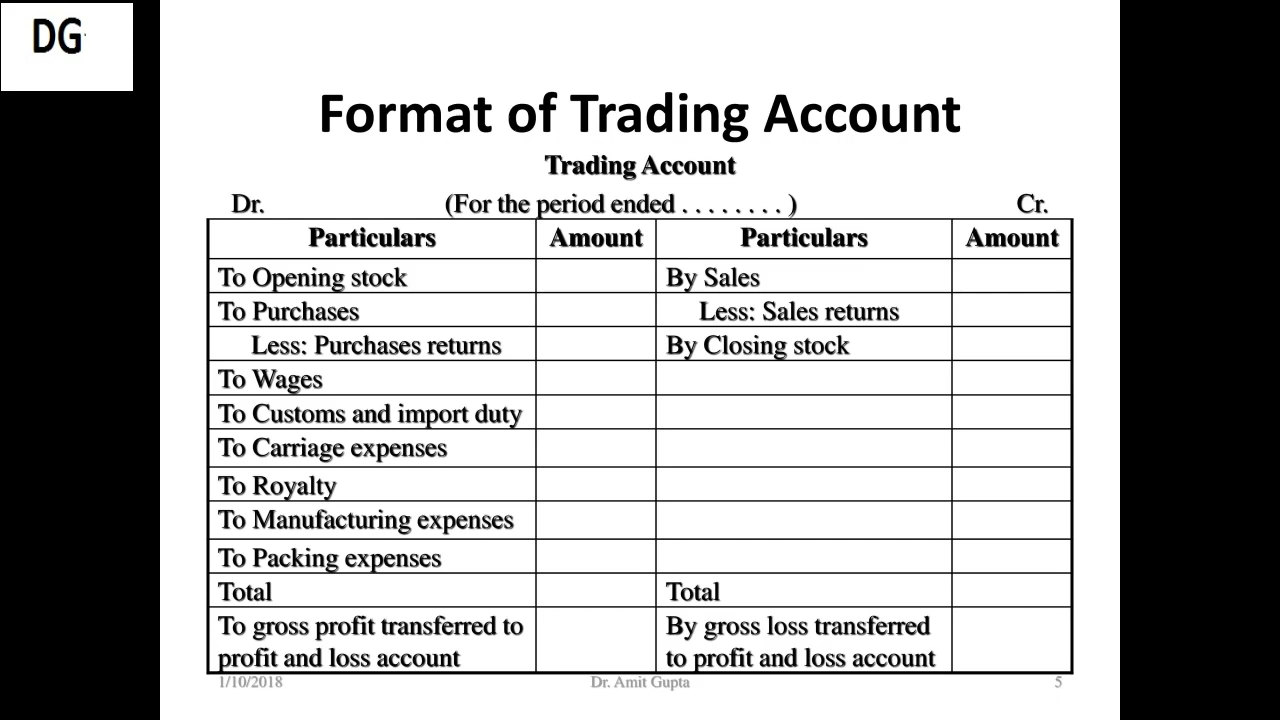 DG
Format of Trading Account
Trading Account
Dr. (For the period ended . . . . . . . . ) Cr.
Particulars Amount Particulars Amount
To Opening stock By Sales
To Purchases Less: Sales returns
Less: Purchases returns By Closing stock
To Wages
To Customs and import duty
To Carriage expenses
To Royalty
To Manufacturing expenses
To Packing expenses
Total Total
To gross profit transferred to By gross loss transferred
profit and loss account to profit and loss account
1/10/2018 Dr. Amit Gupta 5